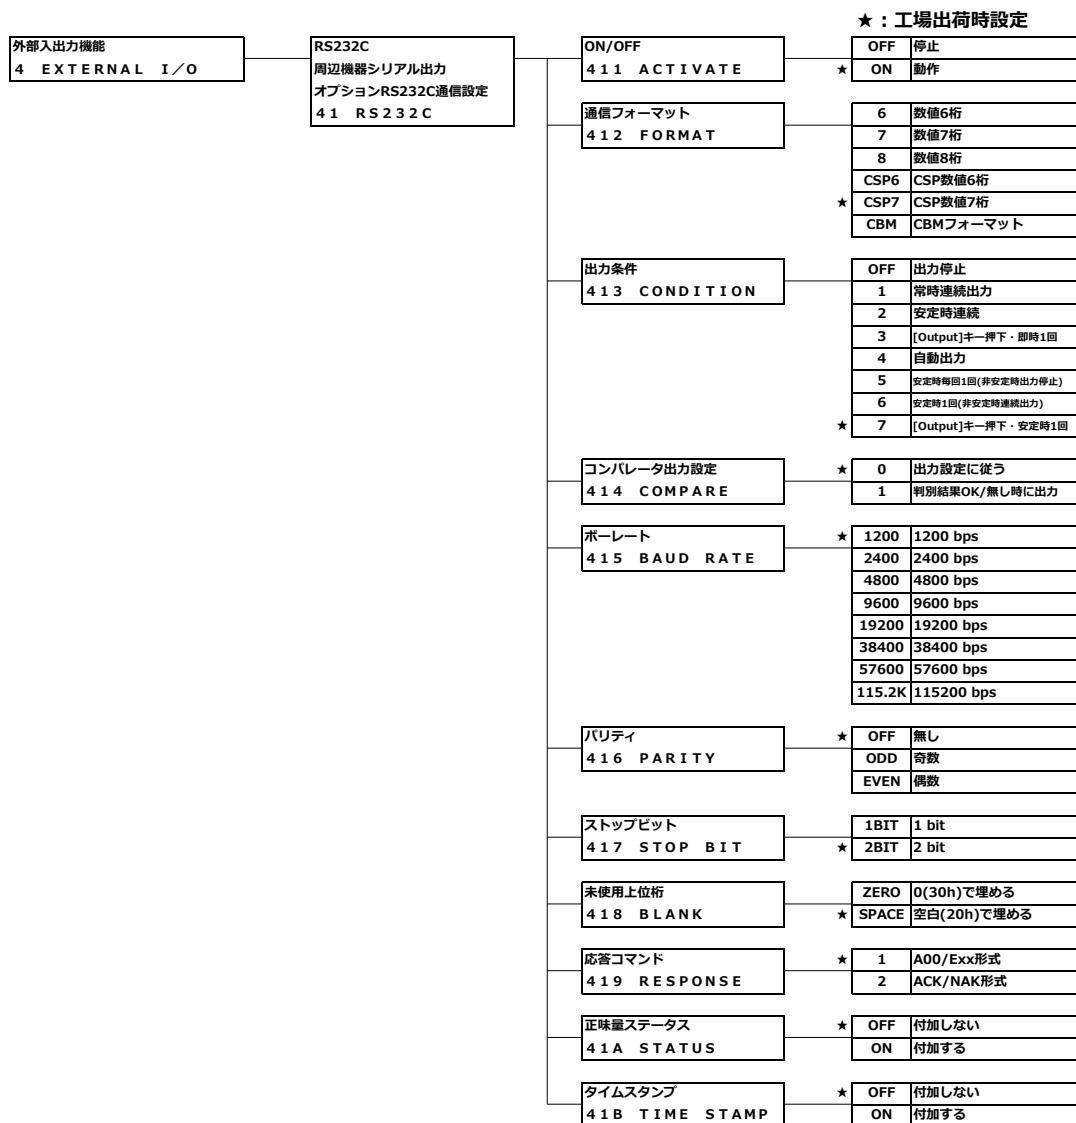 ★：工場出荷時設定
外部入出力機能
4 EXTERNAL I／O
RS232C
周辺機器シリアル出力
オプションRS232C通信設定
41 RS232C
ON/OFF
411 ACTIVATE
OFF 停止
★ ON 動作
通信フォーマット
412 FORMAT
6 数値6桁
7 数値7桁
8 数値8桁
CSP6 CSP数値6桁
★ CSP7 CSP数値7桁
CBM CBMフォーマット
出力条件
413 CONDITION
OFF 出力停止
1 常時連続出力
2 安定時連続
3 [Output]キー押下・即時1回
4 自動出力
5 安定時毎回1回(非安定時出力停止)
6 安定時1回(非安定時連続出力)
★ 7 [Output]キー押下・安定時1回
コンパレータ出力設定
414 COMPARE
★ 0 出力設定に従う
1 判別結果OK/無し時に出力
ボーレート
415 BAUD RATE
★ 1200 1200 bps
2400 2400 bps
4800 4800 bps
9600 9600 bps
19200 19200 bps
38400 38400 bps
57600 57600 bps
115.2K 115200 bps
パリティ
416 PARITY
★ OFF 無し
ODD 奇数
EVEN 偶数
ストップビット
417 STOP BIT
1BIT 1 bit
★ 2BIT 2 bit
未使用上位桁
418 BLANK
ZERO 0(30h)で埋める
★ SPACE 空白(20h)で埋める
応答コマンド
419 RESPONSE
★ 1 A00/Exx形式
2 ACK/NAK形式
正味量ステータス
41A STATUS
★ OFF 付加しない
ON 付加する
タイムスタンプ
41B TIME STAMP
★ OFF 付加しない
ON 付加する